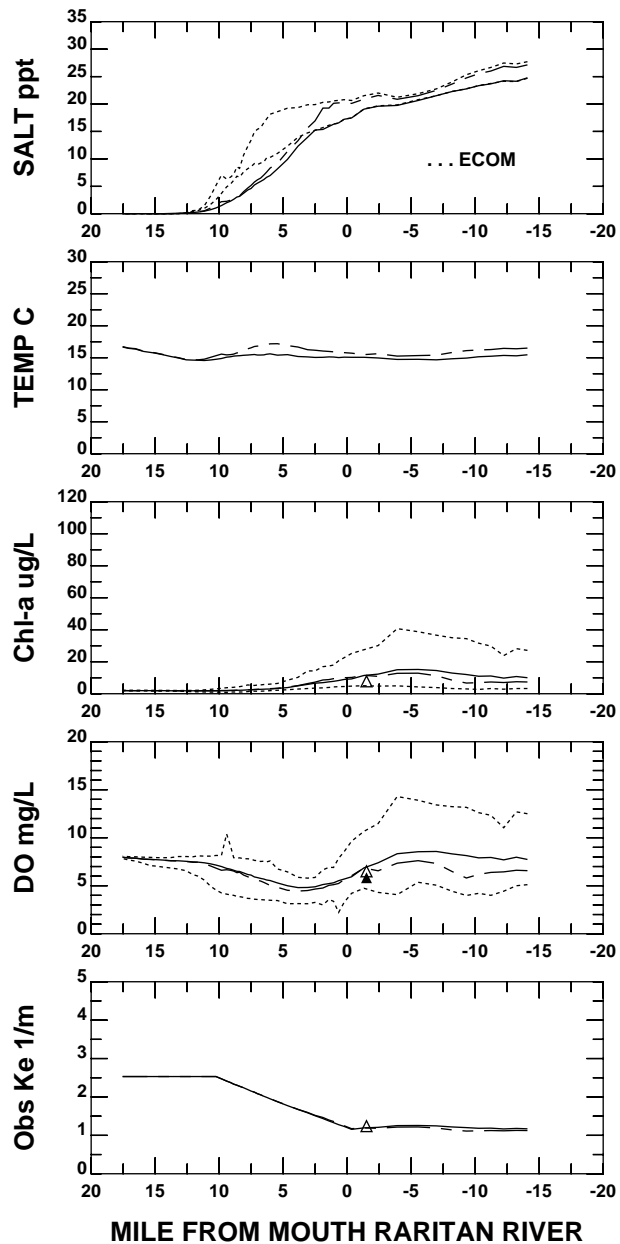 SALT ppt
35
30
25
20
15
10
5
0
. . . ECOM
20 15 10 5 0 -5 -10 -15 -20
TEMP C
30
25
20
15
10
5
0
20 15 10 5 0 -5 -10 -15 -20
Chl-a ug/L
120
100
80
60
40
20
0
20 15 10 5 0 -5 -10 -15 -20
DO mg/L
20
15
10
5
0
20 15 10 5 0 -5 -10 -15 -20
Obs Ke 1/m
5
4
3
2
1
0
20 15 10 5 0 -5 -10 -15 -20
MILE FROM MOUTH RARITAN RIVER